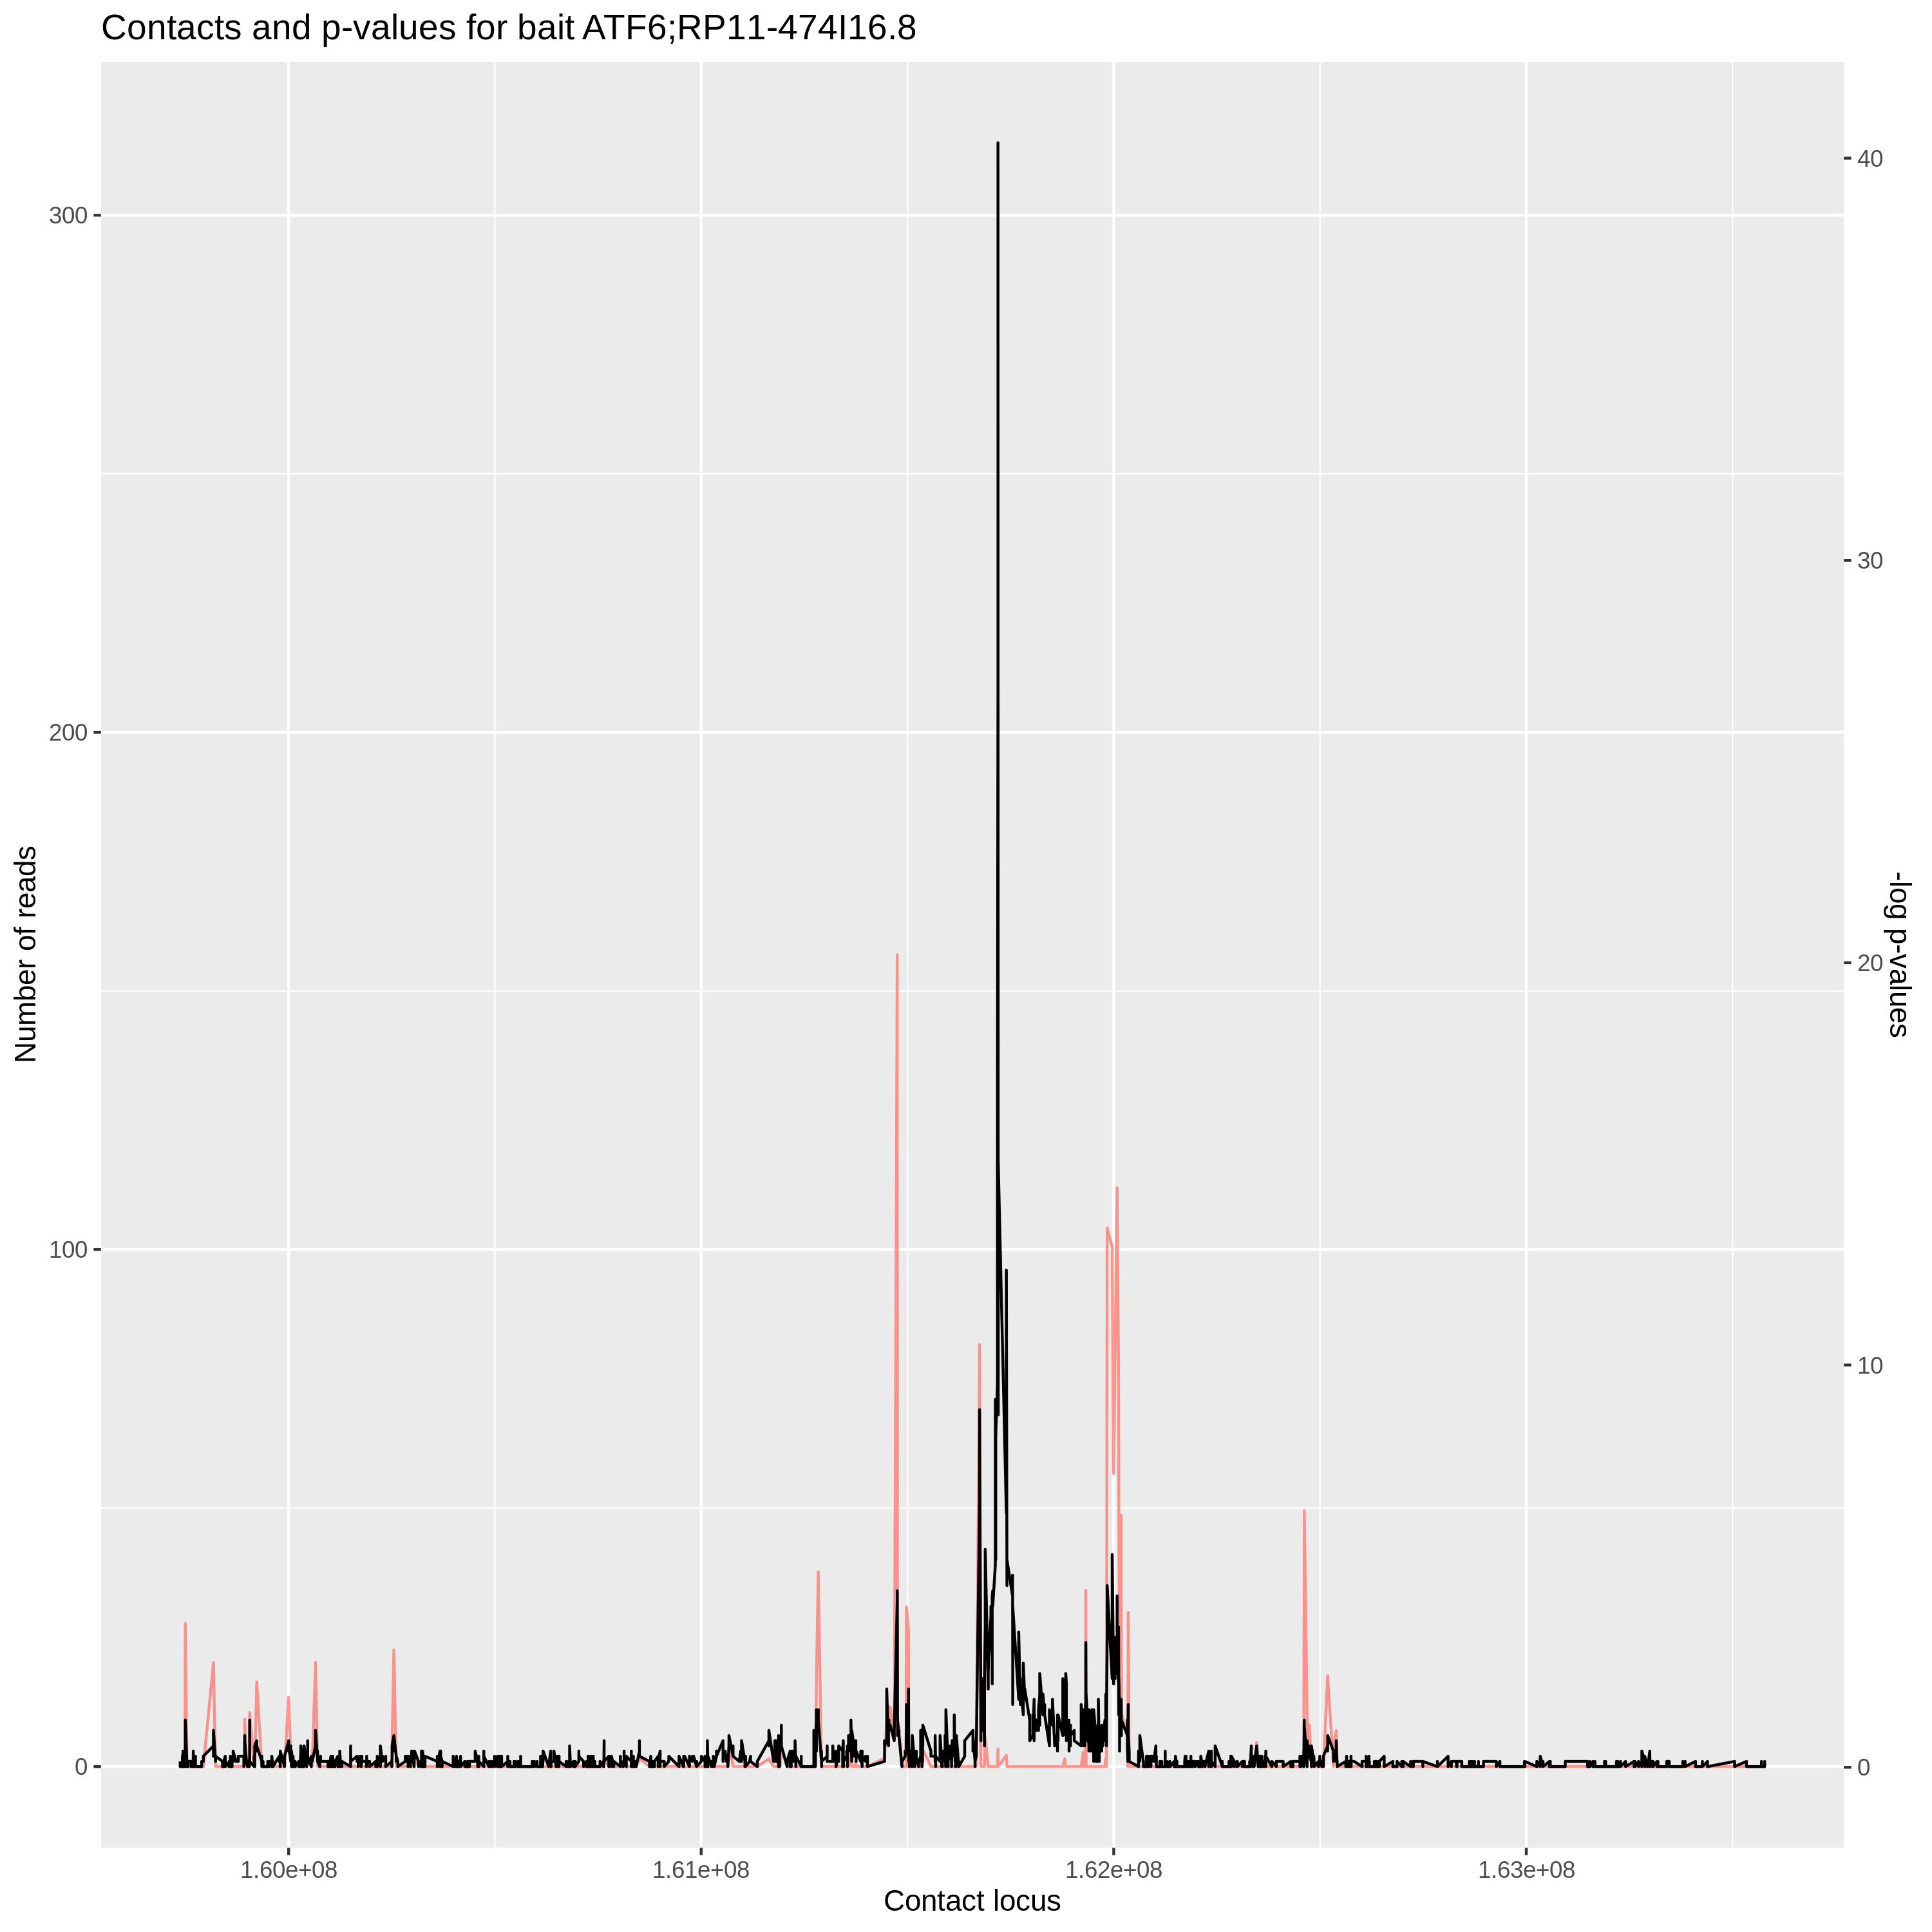 Contacts and p-values for bait ATF6;RP11-474I16.8
300
200
100
0
Number of reads
40
30
20
10
0
-log p-values
1.60e+08
1.61e+08
1.62e+08
1.63e+08
Contact locus